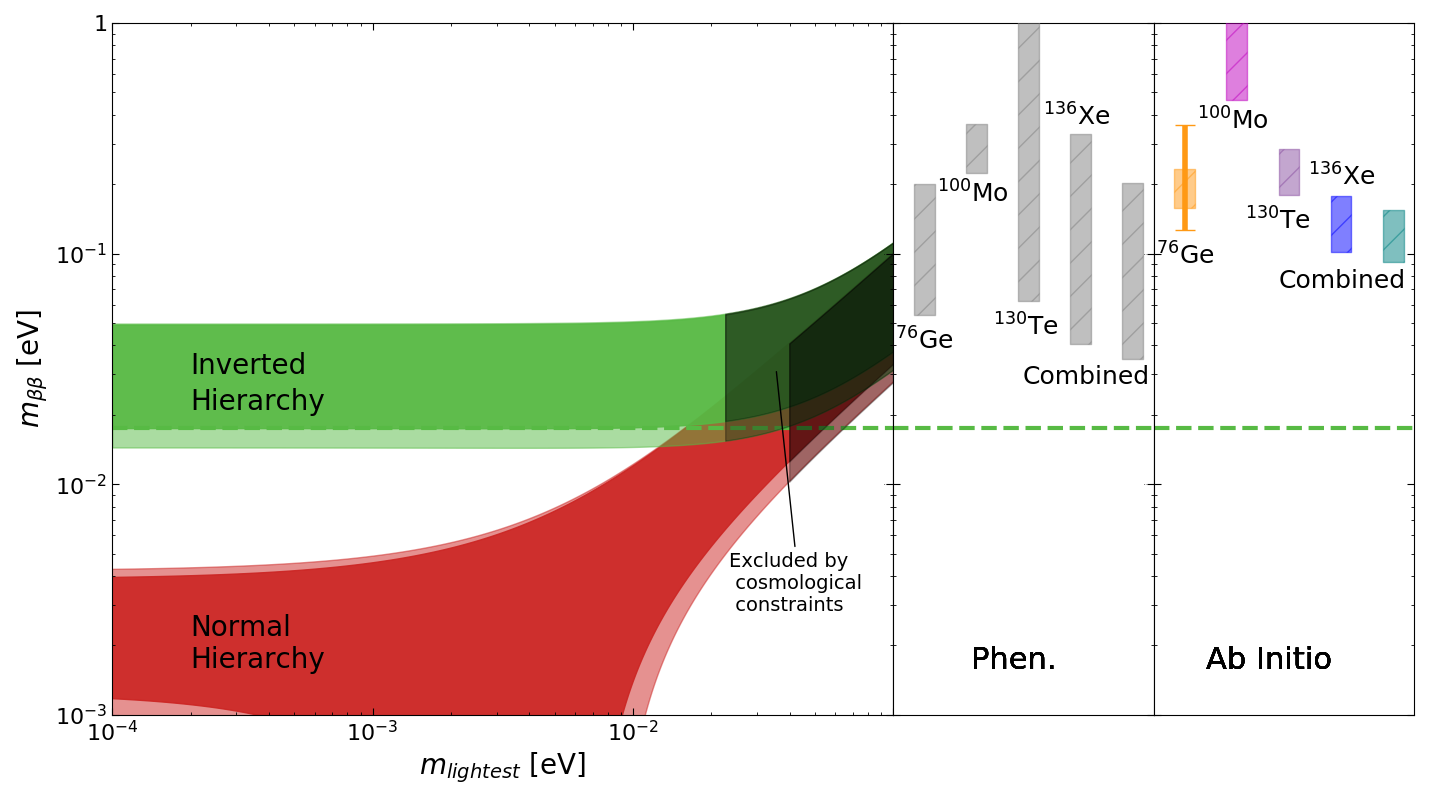 1
10⁻¹
10⁻²
10⁻³
m_ββ [eV]
10⁻⁴
10⁻³
10⁻²
m_lightest [eV]
Inverted
Hierarchy
Normal
Hierarchy
Excluded by
cosmological
constraints
⁷⁶Ge
¹⁰⁰Mo
¹³⁰Te
¹³⁶Xe
Combined
Phen.
⁷⁶Ge
¹⁰⁰Mo
¹³⁰Te
¹³⁶Xe
Combined
Ab Initio